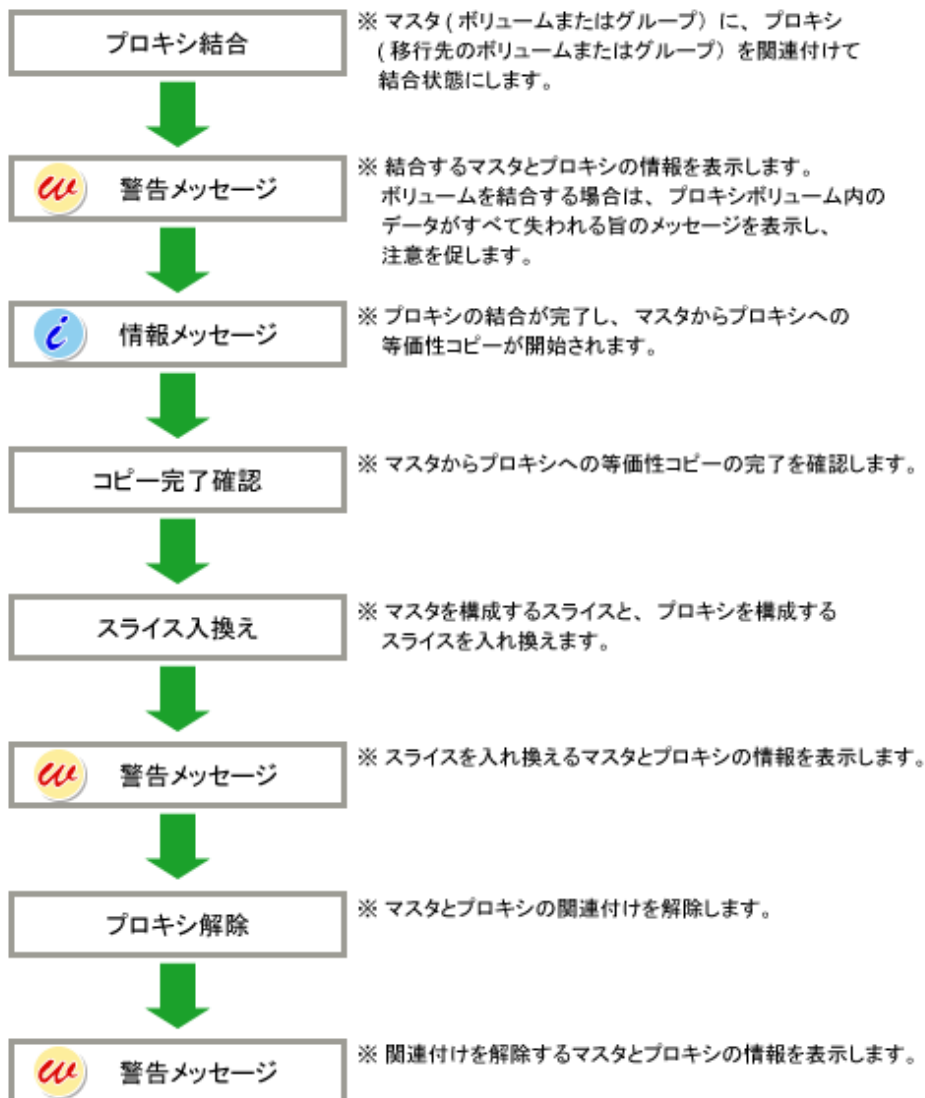 プロキシ結合
※ マスタ ( ボリュームまたはグループ） に、 プロキシ
( 移行先のボリュームまたはグループ） を関連付けて
結合状態にします。
w 警告メッセージ
※ 結合するマスタとプロキシの情報を表示します。
ボリュームを結合する場合は、 プロキシボリューム内の
データがすべて失われる旨のメッセージを表示し、
注意を促します。
i 情報メッセージ
※ プロキシの結合が完了し、 マスタからプロキシへの
等価性コピーが開始されます。
コピー完了確認
※ マスタからプロキシへの等価性コピーの完了を確認します。
スライス入換え
※ マスタを構成するスライスと、 プロキシを構成する
スライスを入れ換えます。
w 警告メッセージ
※ スライスを入れ換えるマスタとプロキシの情報を表示します。
プロキシ解除
※ マスタとプロキシの関連付けを解除します。
w 警告メッセージ
※ 関連付けを解除するマスタとプロキシの情報を表示します。